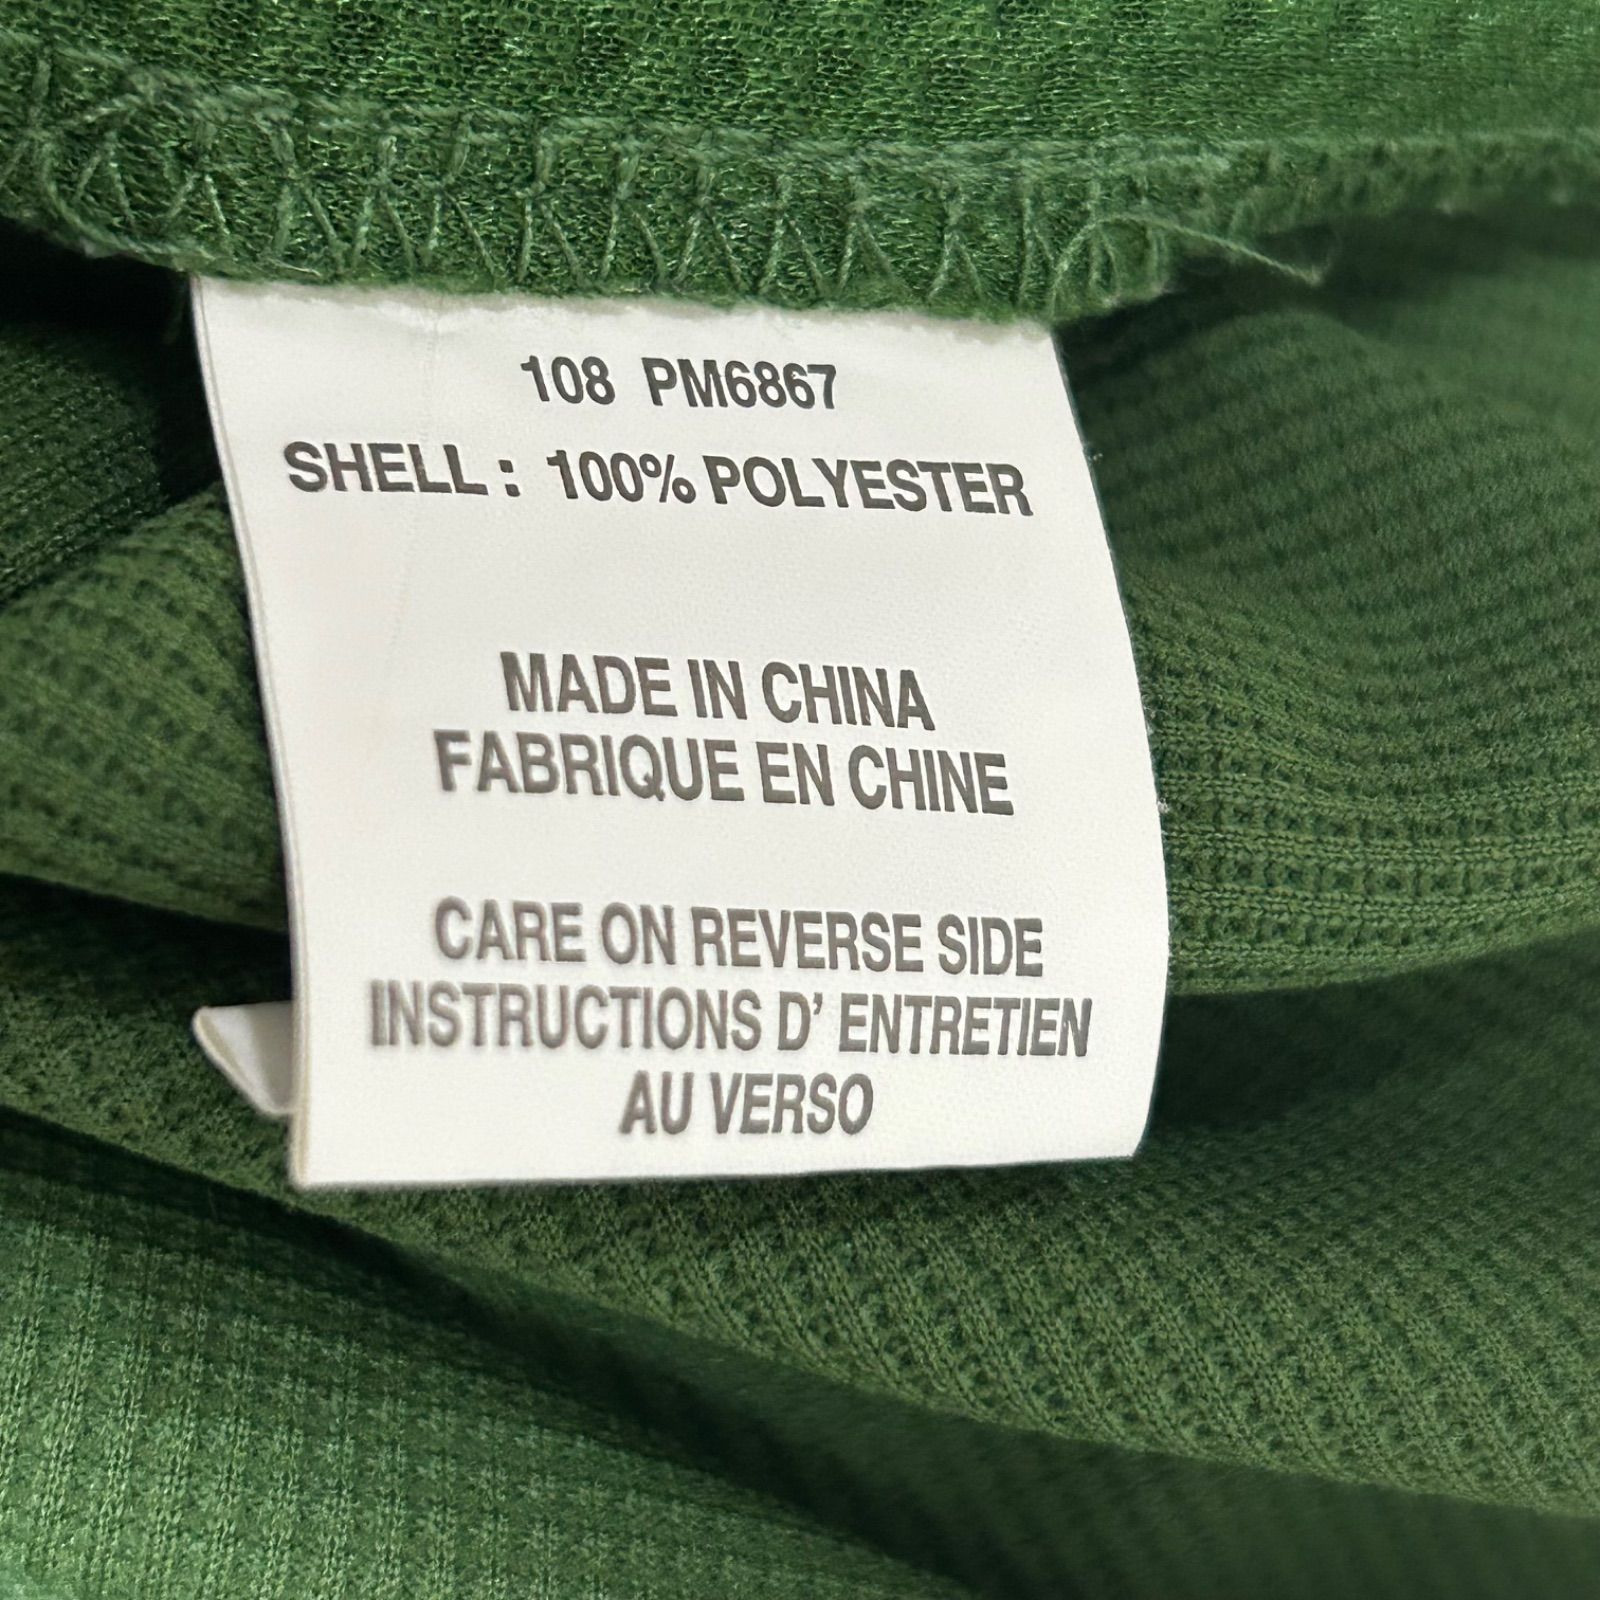 108 PM6867
SHELL : 100% POLYESTER
MADE IN CHINA
FABRIQUE EN CHINE
CARE ON REVERSE SIDE
INSTRUCTIONS D' ENTRETIEN
AU VERSO